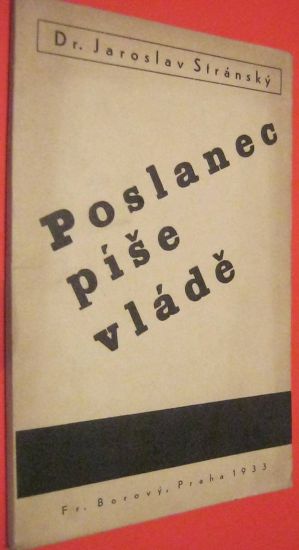 Dr. Jaroslav Stránský
Poslanec
píše
vládě
Fr. Borový, Praha 1933